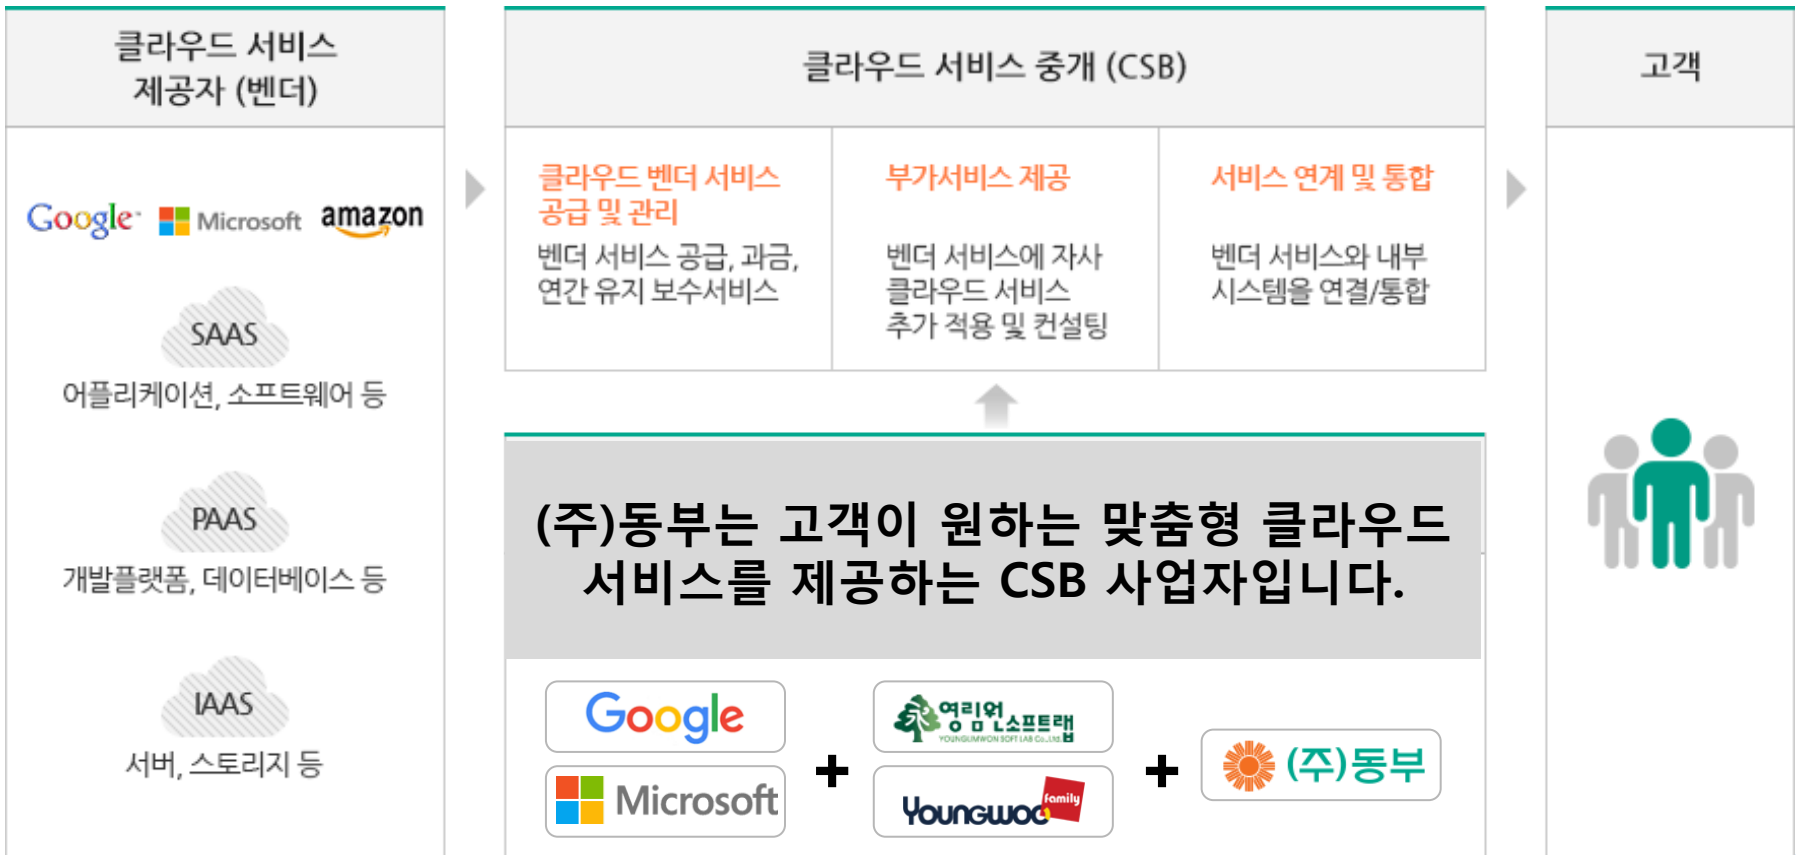 클라우드 서비스
제공자 (벤더)
Google
Microsoft
amazon
SAAS
어플리케이션, 소프트웨어 등
PAAS
개발플랫폼, 데이터베이스 등
IAAS
서버, 스토리지 등
클라우드 서비스 중개 (CSB)
클라우드 벤더 서비스
공급 및 관리
벤더 서비스 공급, 과금,
연간 유지 보수서비스
부가서비스 제공
벤더 서비스에 자사
클라우드 서비스
추가 적용 및 컨설팅
서비스 연계 및 통합
벤더 서비스와 내부
시스템을 연결/통합
(주)동부는 고객이 원하는 맞춤형 클라우드
서비스를 제공하는 CSB 사업자입니다.
Google
Microsoft
+
영림원소프트랩
YOUNGLIMWON SOFT LAB Co.,Ltd.
Youngwoo family
+
(주)동부
고객